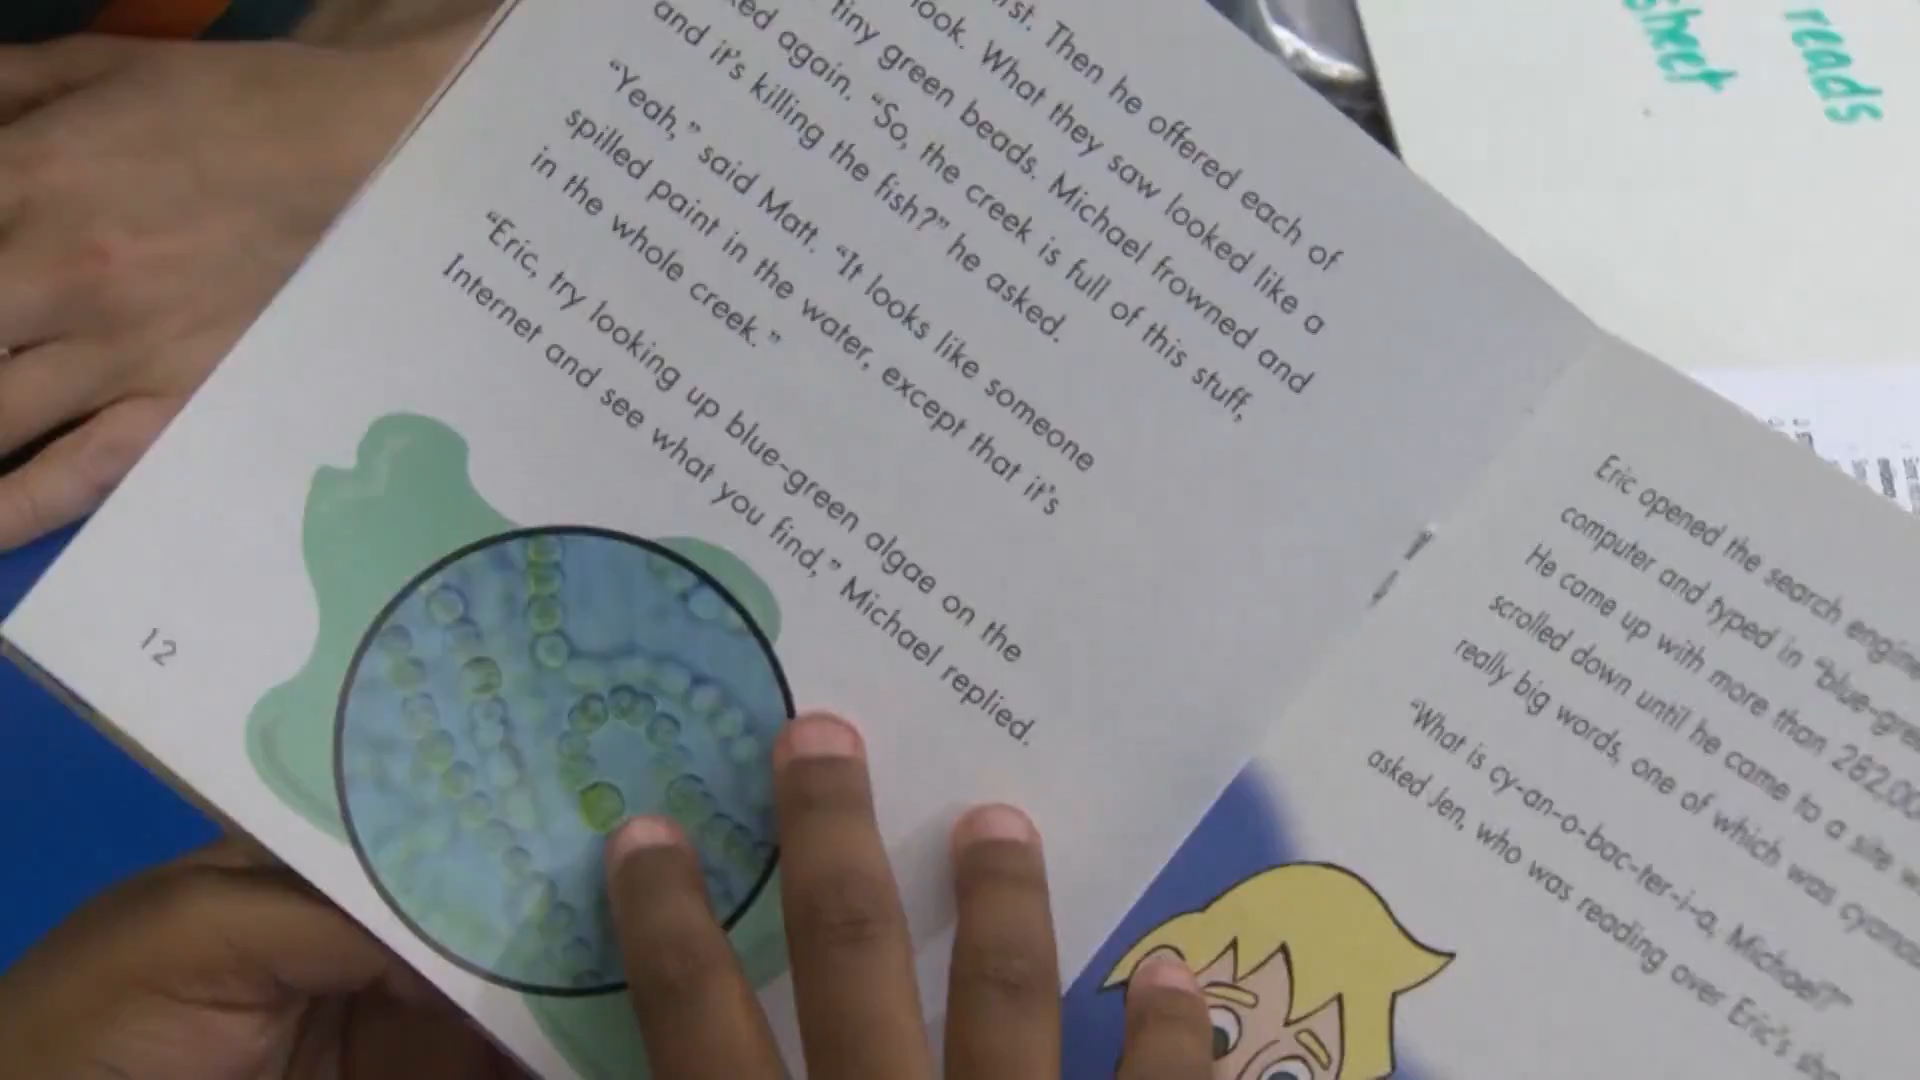 Then he offered each of
look. What they saw looked like a
tiny green beads. Michael frowned and
again. "So, the creek is full of this stuff,
and it's killing the fish?" he asked.
"Yeah," said Matt. "It looks like someone
spilled paint in the water, except that it's
in the whole creek."
"Eric, try looking up blue-green algae on the
Internet and see what you find," Michael replied.
12
Eric opened the search engine
computer and typed in "blue-green
He came up with more than 282,00
scrolled down until he came to a site
really big words, one of which was
"What is cy-an-o-bac-ter-i-a, Michael?"
asked Jen, who was reading over Eric's
reads
sheet